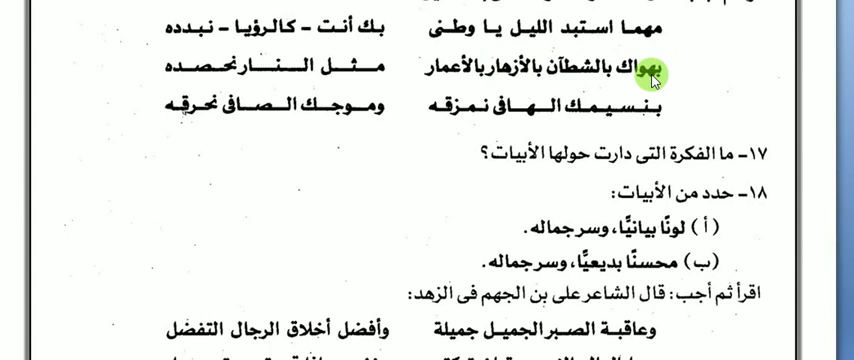 مهما استبد الليل يا وطنى بك أنت - كالرؤيا - نبدده
بهواك بالشطآن بالأزهار بالأعمار مثل النار نحصده
بنسيمك الهافى نمزقه وموجك الصافى نحرقه
١٧- ما الفكرة التى دارت حولها الأبيات؟
١٨- حدد من الأبيات:
(أ) لونًا بيانيًّا، وسر جماله.
(ب) محسنًا بديعيًّا، وسر جماله.
اقرأ ثم أجب: قال الشاعر على بن الجهم فى الزهد:
وعاقبة الصبر الجميل جميلة وأفضل أخلاق الرجال التفضل